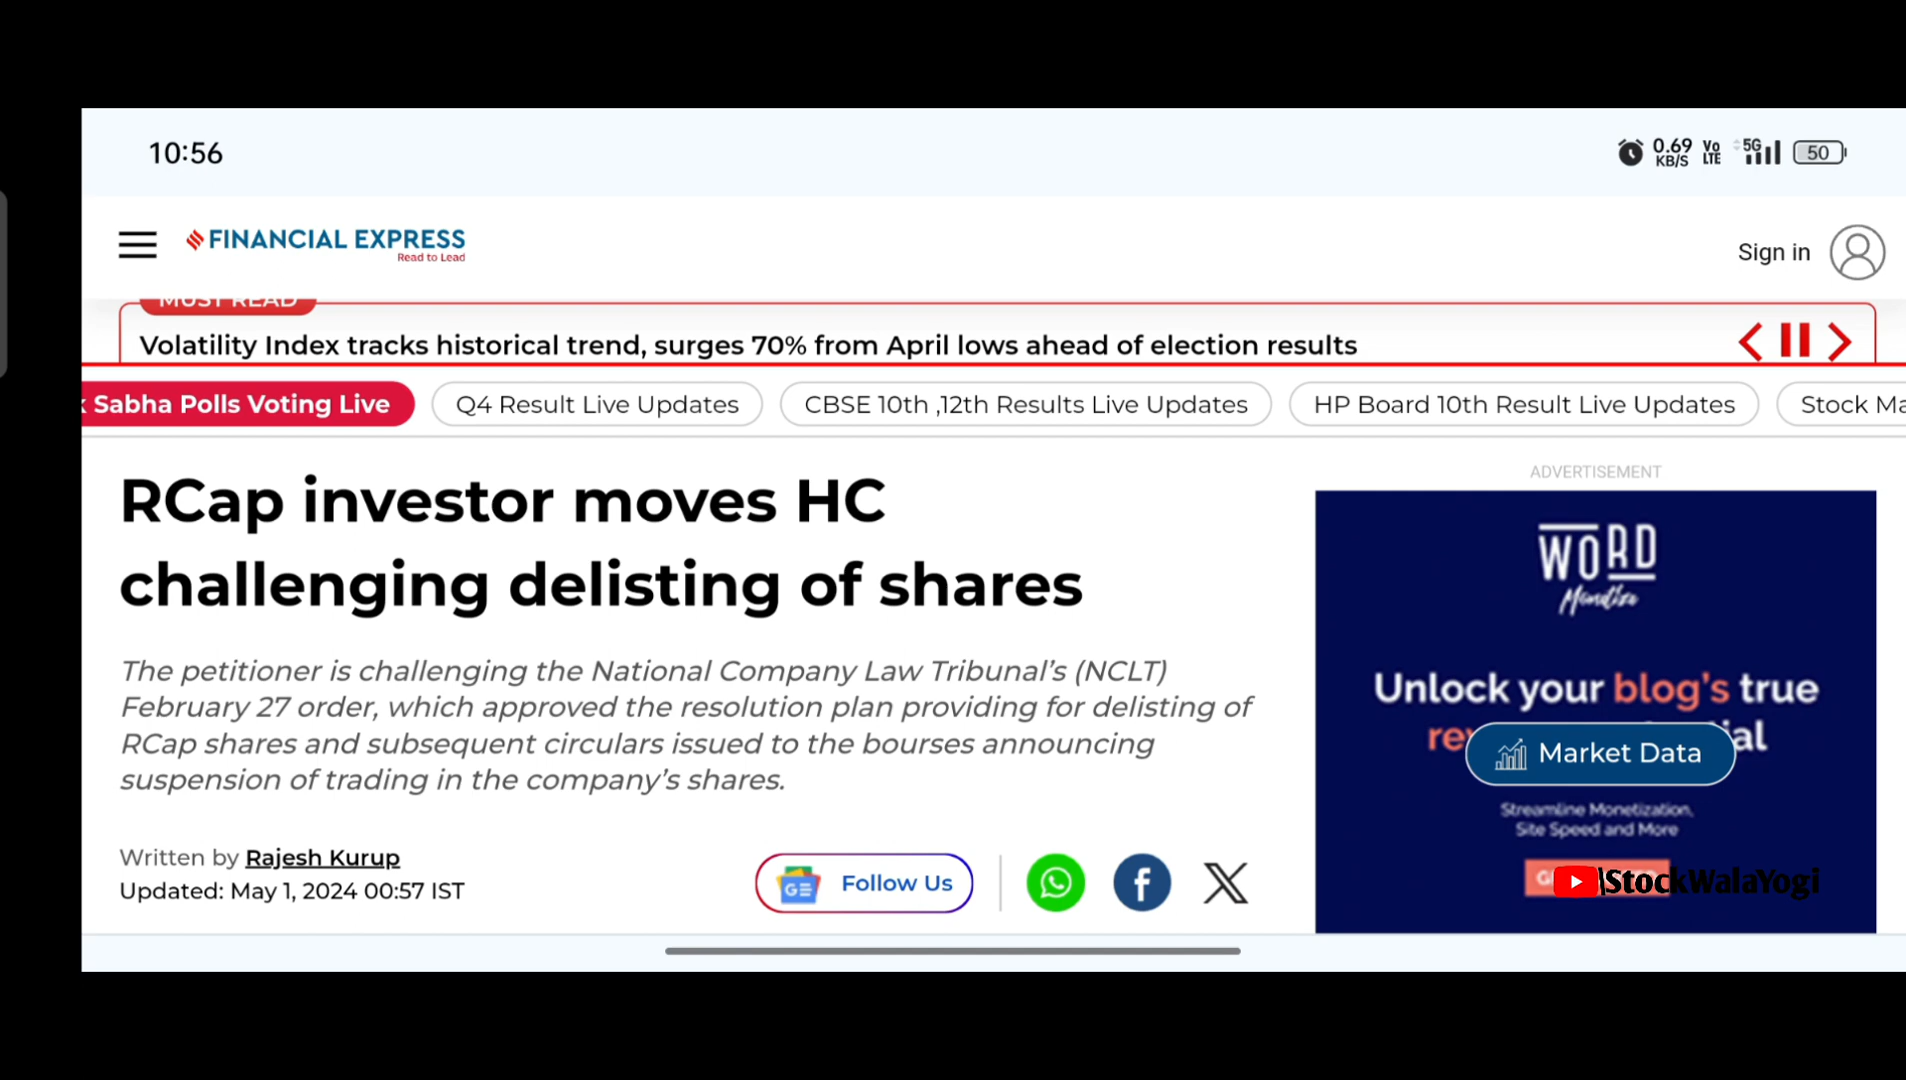 10:56
0.69 KB/S
Vo LTE
5G
50
FINANCIAL EXPRESS
Read to Lead
Sign in
MUST READ
Volatility Index tracks historical trend, surges 70% from April lows ahead of election results
Sabha Polls Voting Live
Q4 Result Live Updates
CBSE 10th ,12th Results Live Updates
HP Board 10th Result Live Updates
Stock Ma
RCap investor moves HC
challenging delisting of shares
The petitioner is challenging the National Company Law Tribunal's (NCLT)
February 27 order, which approved the resolution plan providing for delisting of
RCap shares and subsequent circulars issued to the bourses announcing
suspension of trading in the company's shares.
Written by Rajesh Kurup
Updated: May 1, 2024 00:57 IST
GE Follow Us
ADVERTISEMENT
WORD
Monetize
Unlock your blog's true
Market Data
Streamline Monetization,
Site Speed and More
\StockWalaYogi